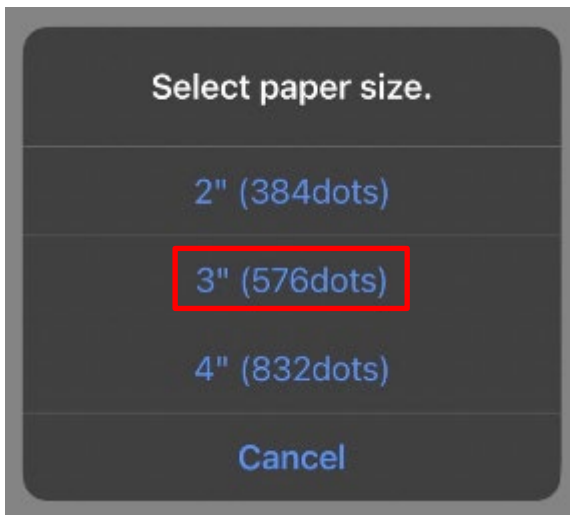 Select paper size.
2" (384dots)
3" (576dots)
4" (832dots)
Cancel